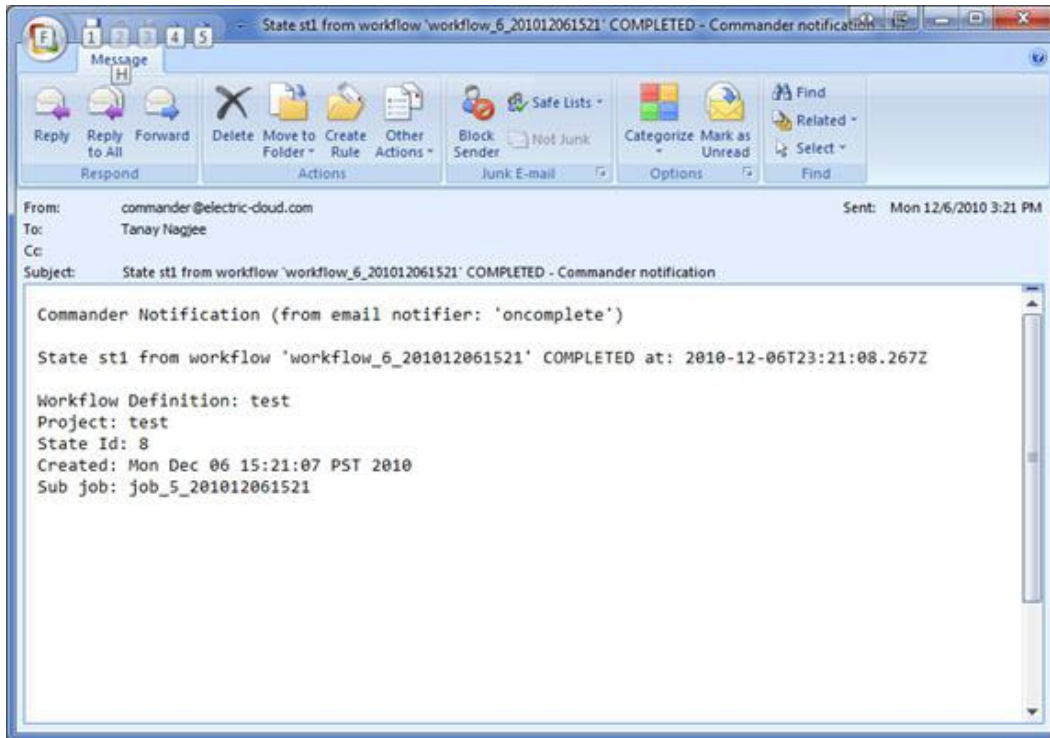 State st1 from workflow 'workflow_6_201012061521' COMPLETED - Commander notification
F 1 2 3 4 5
Message
H
Reply
Reply to All
Forward
Delete
Move to Folder
Create Rule
Other Actions
Block Sender
Safe Lists
Not Junk
Categorize
Mark as Unread
Find
Related
Select
Respond
Actions
Junk E-mail
Options
Find
From: commander@electric-cloud.com
Sent: Mon 12/6/2010 3:21 PM
To: Tanay Nagjee
Cc:
Subject: State st1 from workflow 'workflow_6_201012061521' COMPLETED - Commander notification
Commander Notification (from email notifier: 'oncomplete')
State st1 from workflow 'workflow_6_201012061521' COMPLETED at: 2010-12-06T23:21:08.267Z
Workflow Definition: test
Project: test
State Id: 8
Created: Mon Dec 06 15:21:07 PST 2010
Sub job: job_5_201012061521